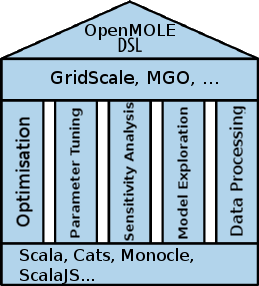 OpenMOLE
DSL
GridScale, MGO, ...
Optimisation
Parameter Tuning
Sensitivity Analysis
Model Exploration
Data Processing
Scala, Cats, Monocle,
ScalaJS...